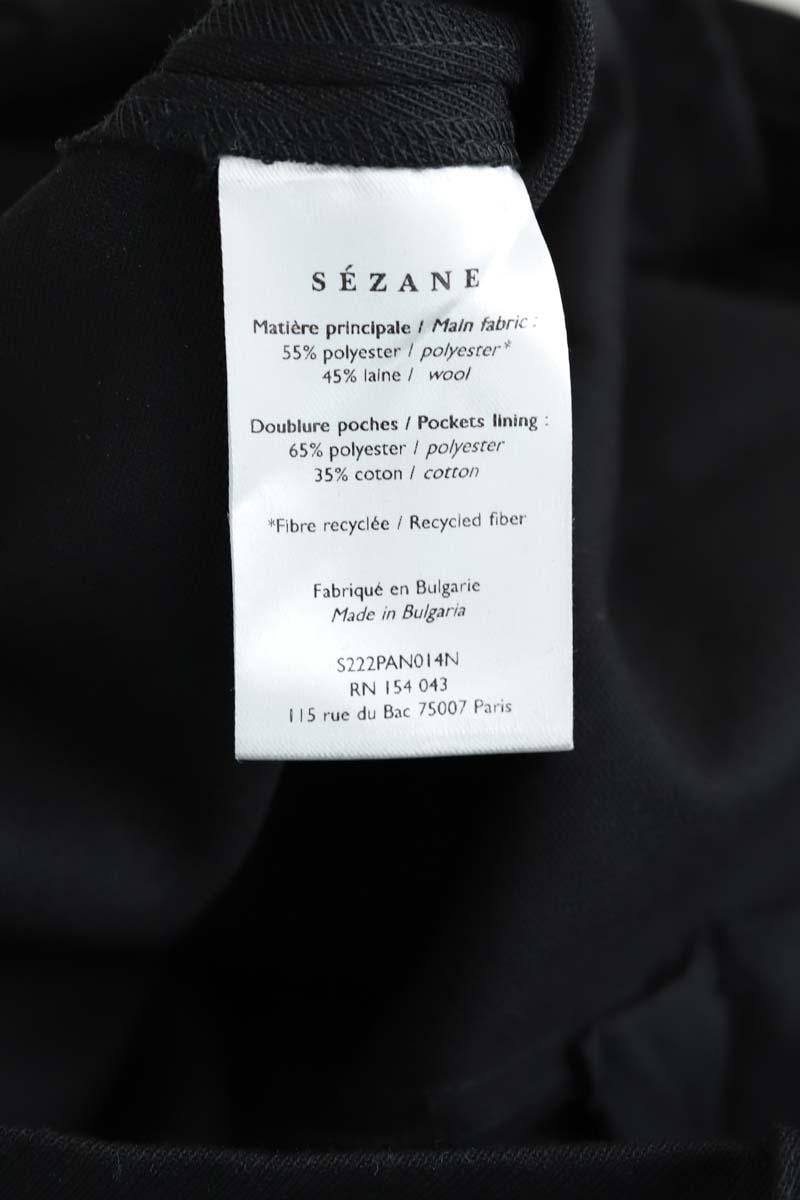 SÉZANE
Matière principale / Main fabric :
55% polyester / polyester*
45% laine / wool
Doublure poches / Pockets lining :
65% polyester / polyester
35% coton / cotton
*Fibre recyclée / Recycled fiber
Fabriqué en Bulgarie
Made in Bulgaria
S222PAN014N
RN 154 043
115 rue du Bac 75007 Paris